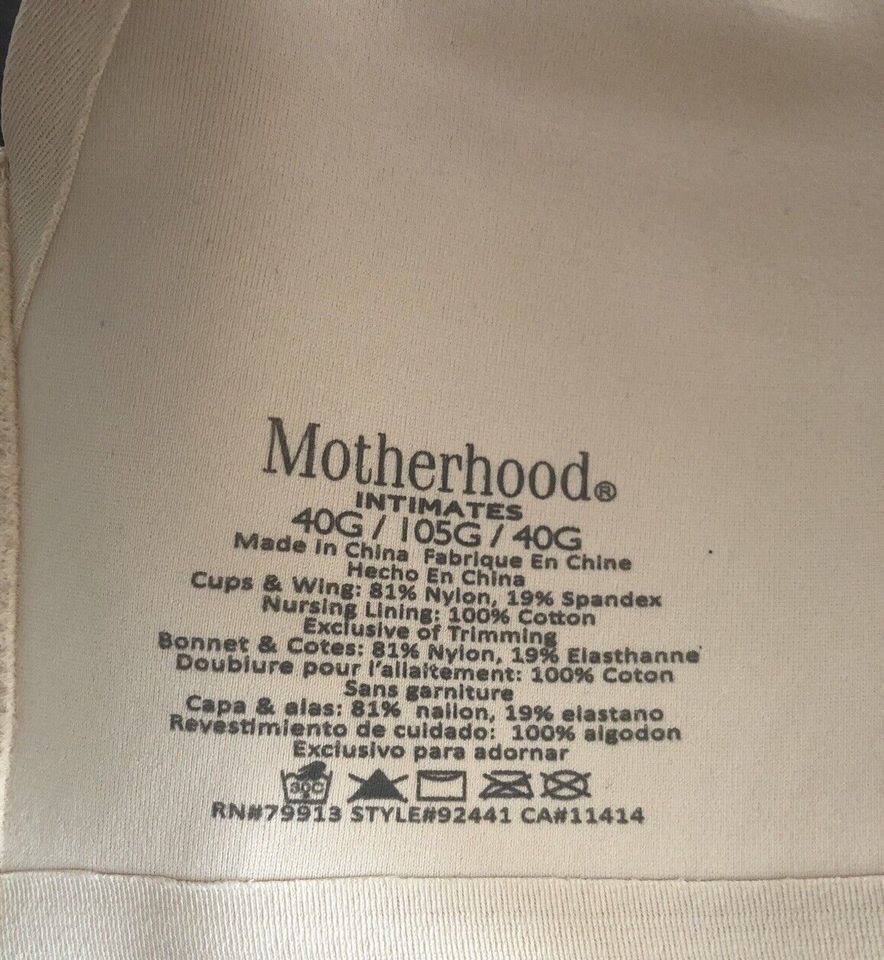 Motherhood®
INTIMATES
40G / 105G / 40G
Made in China Fabrique En Chine
Hecho En China
Cups & Wing: 81% Nylon, 19% Spandex
Nursing Lining: 100% Cotton
Exclusive of Trimming
Bonnet & Cotes: 81% Nylon, 19% Elasthanne
Doublure pour l'allaitement: 100% Coton
Sans garniture
Capa & alas: 81% nailon, 19% elastano
Revestimiento de cuidado: 100% algodon
Exclusivo para adornar
30C
RN#79913 STYLE#92441 CA#11414